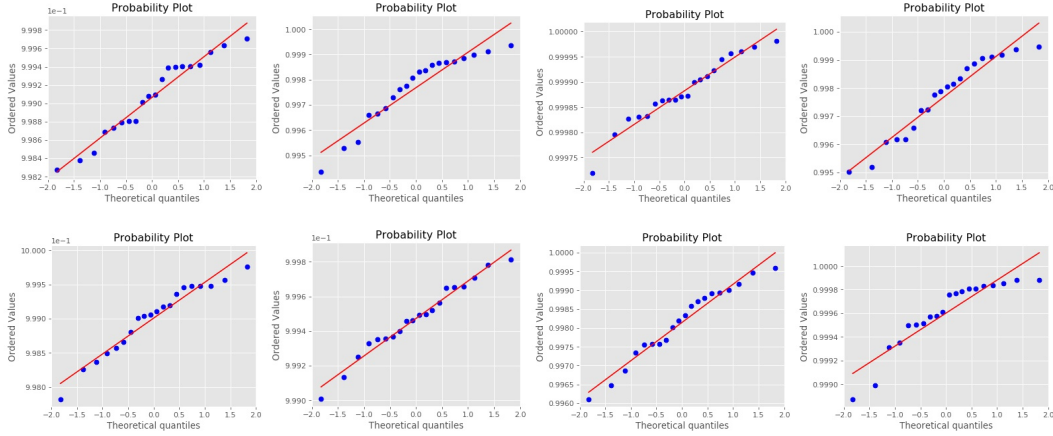 Probability Plot
1e−1
9.998
9.996
9.994
9.992
9.990
9.988
9.986
9.984
9.982
Ordered Values
−2.0 −1.5 −1.0 −0.5 0.0 0.5 1.0 1.5 2.0
Theoretical quantiles
Probability Plot
1.000
0.999
0.998
0.997
0.996
0.995
Ordered Values
−2.0 −1.5 −1.0 −0.5 0.0 0.5 1.0 1.5 2.0
Theoretical quantiles
Probability Plot
1.00000
0.99995
0.99990
0.99985
0.99980
0.99975
Ordered Values
−2.0 −1.5 −1.0 −0.5 0.0 0.5 1.0 1.5 2.0
Theoretical quantiles
Probability Plot
1.000
0.999
0.998
0.997
0.996
0.995
Ordered Values
−2.0 −1.5 −1.0 −0.5 0.0 0.5 1.0 1.5 2.0
Theoretical quantiles
Probability Plot
1e−1
10.000
9.995
9.990
9.985
9.980
Ordered Values
−2.0 −1.5 −1.0 −0.5 0.0 0.5 1.0 1.5 2.0
Theoretical quantiles
Probability Plot
1e−1
9.998
9.996
9.994
9.992
9.990
Ordered Values
−2.0 −1.5 −1.0 −0.5 0.0 0.5 1.0 1.5 2.0
Theoretical quantiles
Probability Plot
1.0000
0.9995
0.9990
0.9985
0.9980
0.9975
0.9970
0.9965
0.9960
Ordered Values
−2.0 −1.5 −1.0 −0.5 0.0 0.5 1.0 1.5 2.0
Theoretical quantiles
Probability Plot
1.0000
0.9998
0.9996
0.9994
0.9992
0.9990
Ordered Values
−2.0 −1.5 −1.0 −0.5 0.0 0.5 1.0 1.5 2.0
Theoretical quantiles